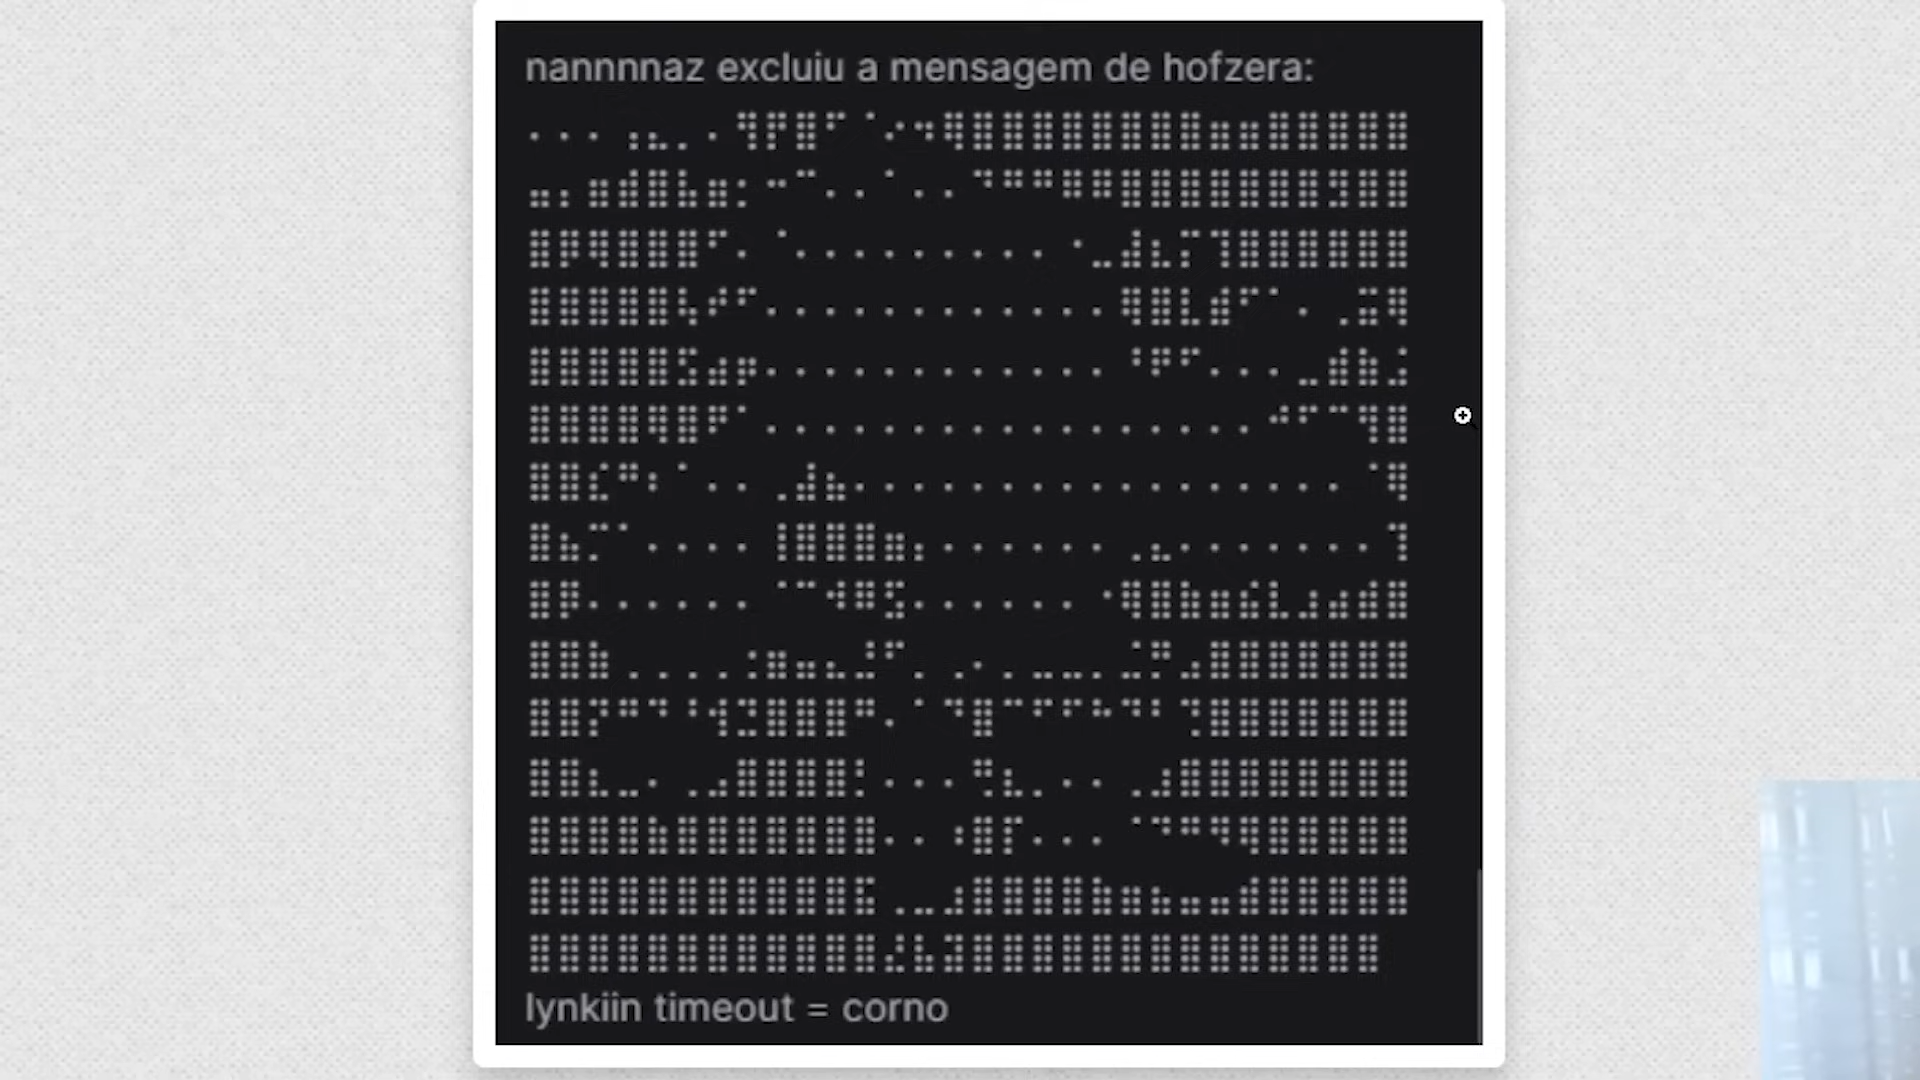 nannnnaz excluiu a mensagem de hofzera:
lynkiin timeout = corno